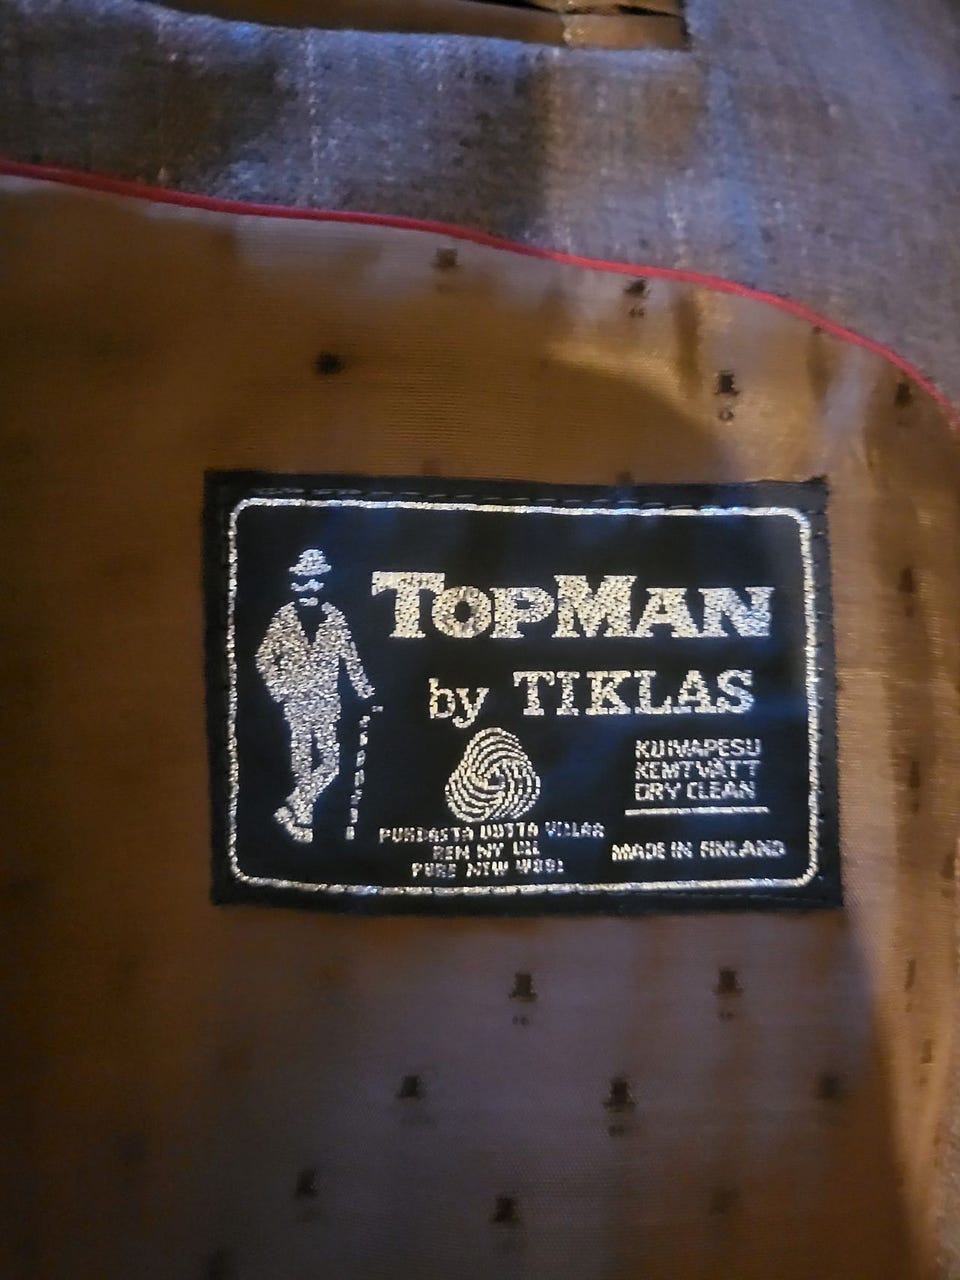 TOPMAN
by TIKLAS
KUIVAPESU
KEMTVÄTT
DRY CLEAN
PUHDASTA UUTTA VILLAA
REN NY ULL
PURE NEW WOOL
MADE IN FINLAND